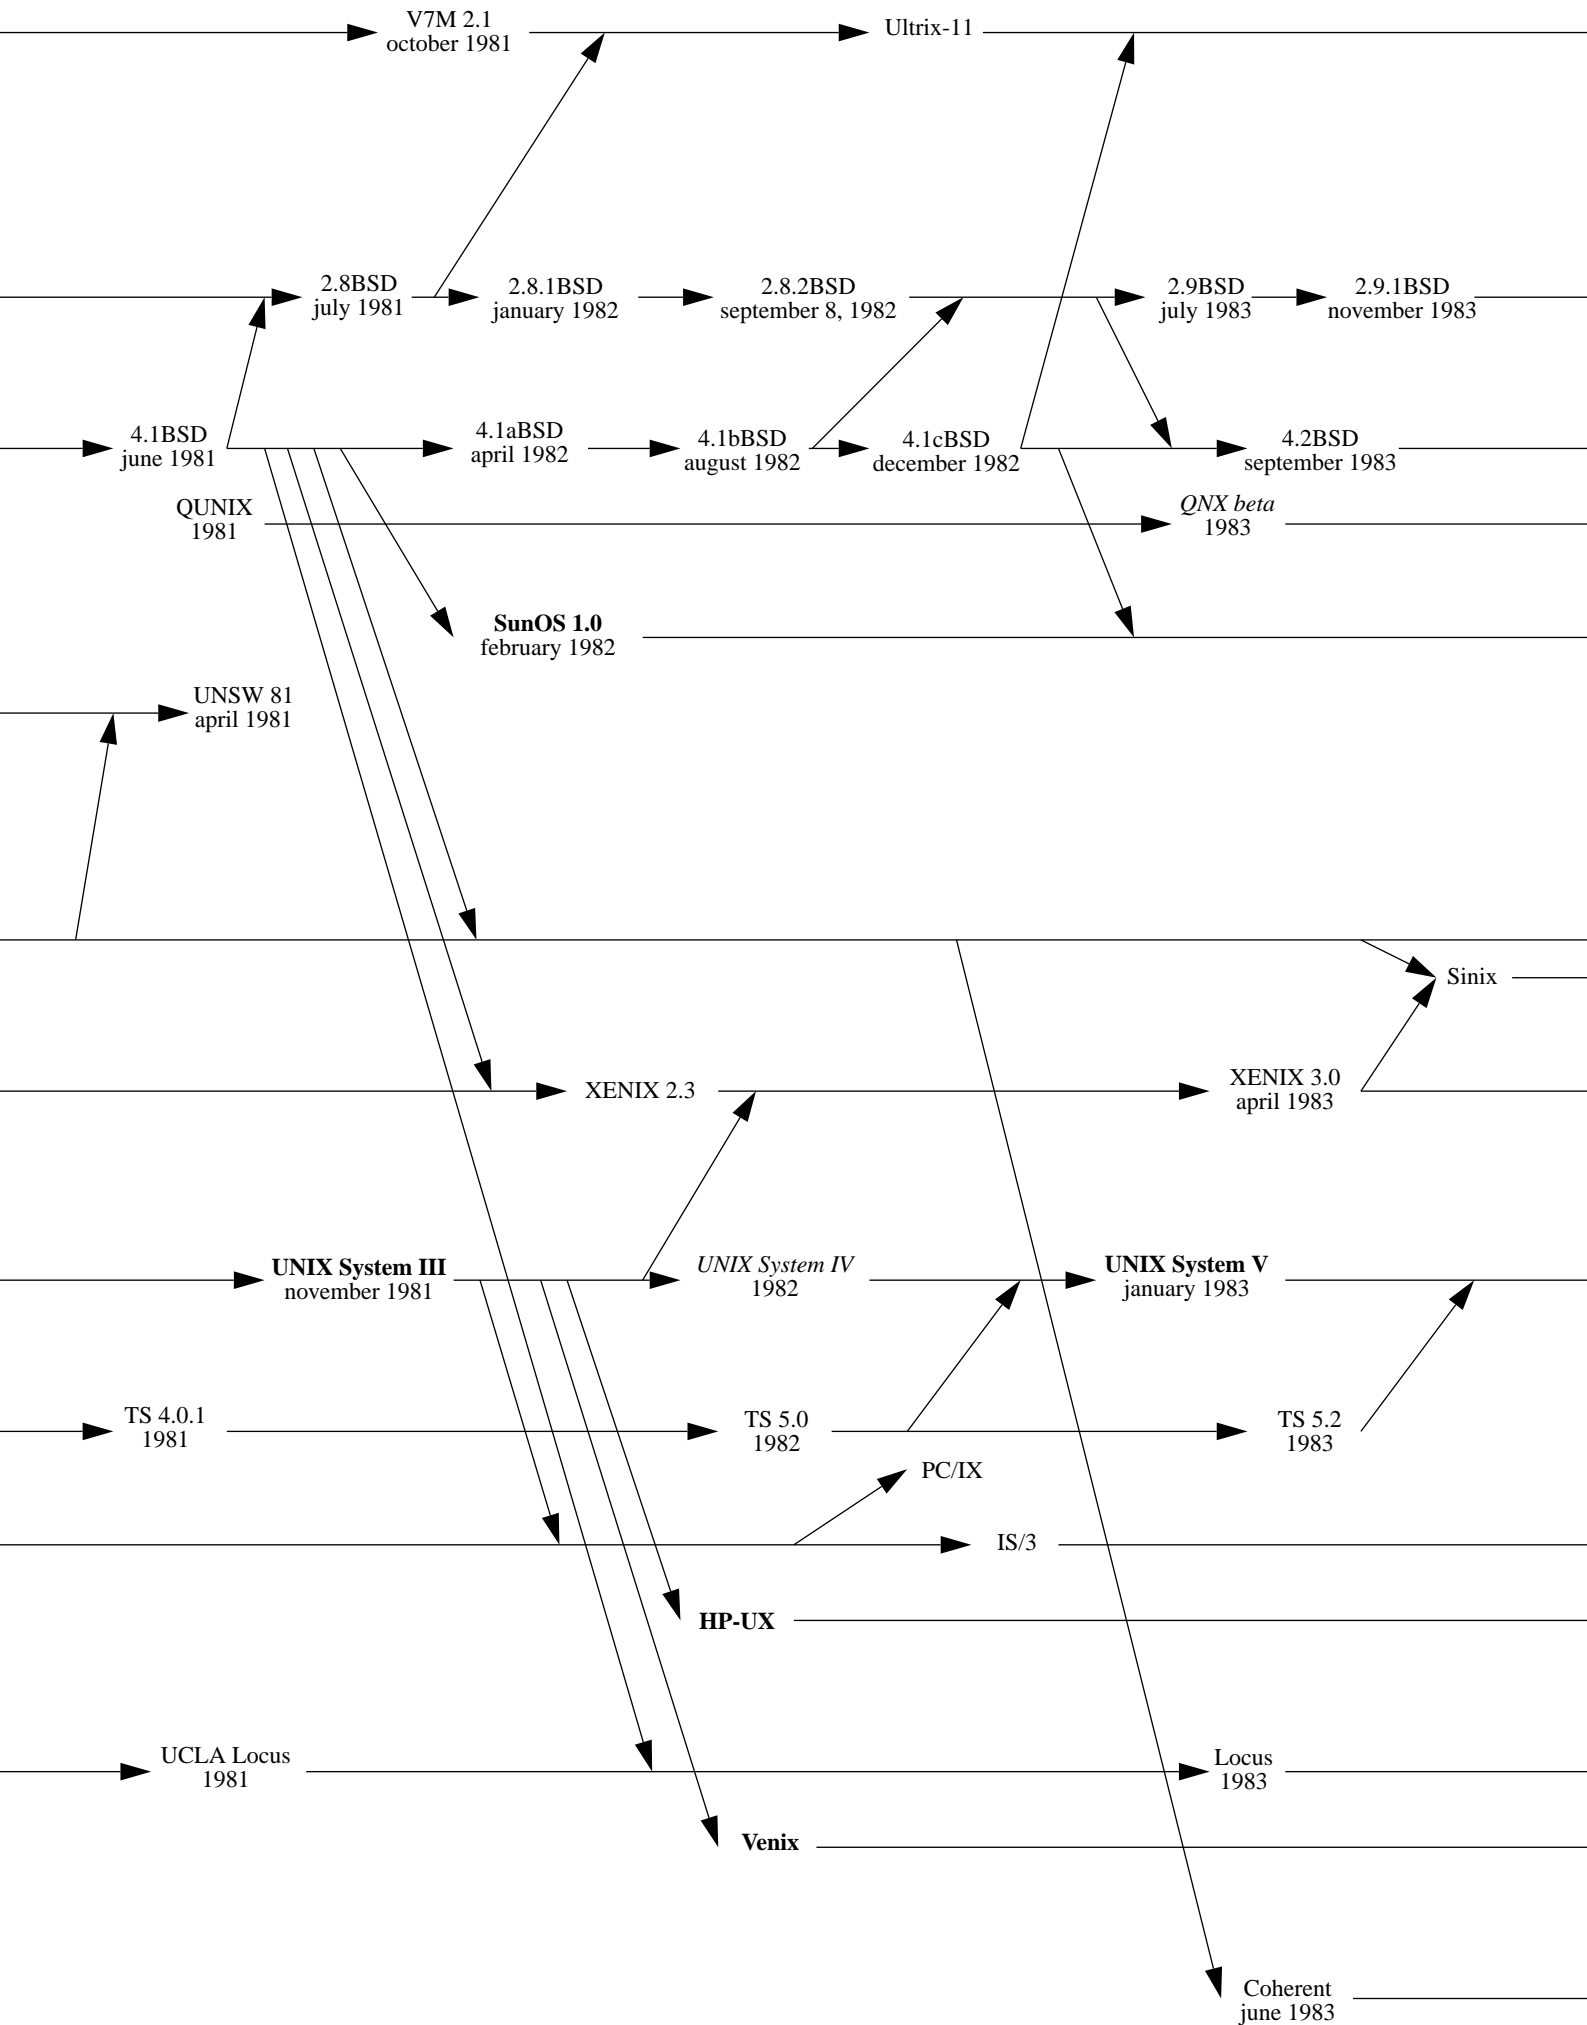 V7M 2.1
october 1981
Ultrix-11
2.8BSD
july 1981
2.8.1BSD
january 1982
2.8.2BSD
september 8, 1982
2.9BSD
july 1983
2.9.1BSD
november 1983
4.1BSD
june 1981
4.1aBSD
april 1982
4.1bBSD
august 1982
4.1cBSD
december 1982
4.2BSD
september 1983
QUNIX
1981
QNX beta
1983
SunOS 1.0
february 1982
UNSW 81
april 1981
Sinix
XENIX 2.3
XENIX 3.0
april 1983
UNIX System III
november 1981
UNIX System IV
1982
UNIX System V
january 1983
TS 4.0.1
1981
TS 5.0
1982
TS 5.2
1983
PC/IX
IS/3
HP-UX
UCLA Locus
1981
Locus
1983
Venix
Coherent
june 1983